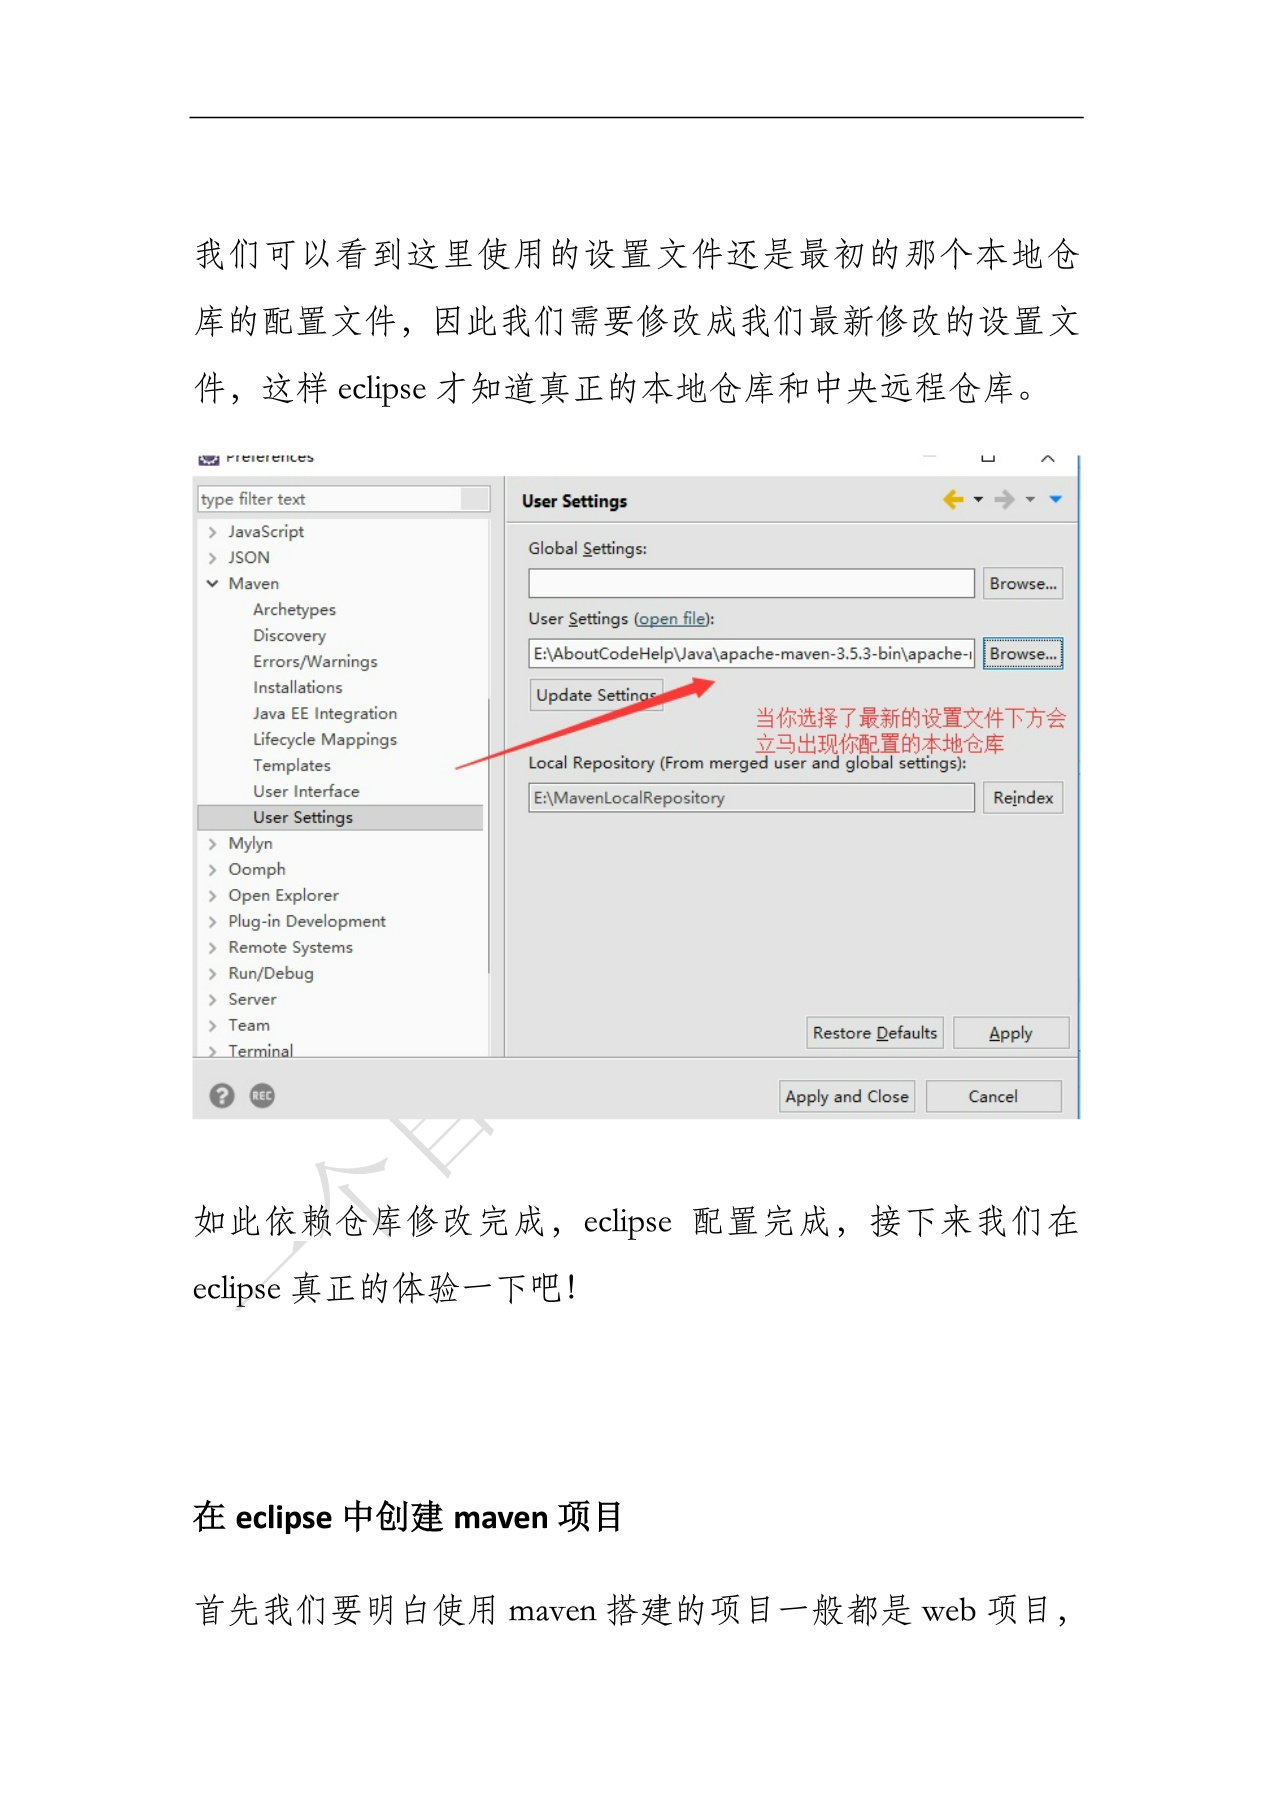 我们可以看到这里使用的设置文件还是最初的那个本地仓
库的配置文件，因此我们需要修改成我们最新修改的设置文
件，这样 eclipse 才知道真正的本地仓库和中央远程仓库。
Preferences
type filter text
JavaScript
JSON
Maven
Archetypes
Discovery
Errors/Warnings
Installations
Java EE Integration
Lifecycle Mappings
Templates
User Interface
User Settings
Mylyn
Oomph
Open Explorer
Plug-in Development
Remote Systems
Run/Debug
Server
Team
Terminal
User Settings
Global Settings:
Browse...
User Settings (open file):
E:\AboutCodeHelp\Java\apache-maven-3.5.3-bin\apache-
Browse...
Update Settings
当你选择了最新的设置文件下方会
立马出现你配置的本地仓库
Local Repository (From merged user and global settings):
E:\MavenLocalRepository
Reindex
Restore Defaults
Apply
REC
Apply and Close
Cancel
一个
如此依赖仓库修改完成，eclipse 配置完成，接下来我们在
eclipse 真正的体验一下吧！
在 eclipse 中创建 maven 项目
首先我们要明白使用 maven 搭建的项目一般都是 web 项目，